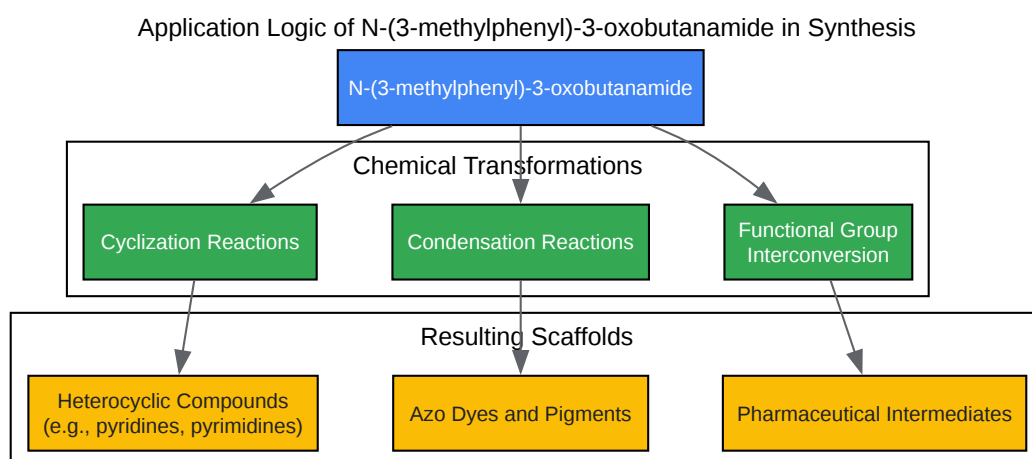 Application Logic of N-(3-methylphenyl)-3-oxobutanamide in Synthesis
N-(3-methylphenyl)-3-oxobutanamide
Chemical Transformations
Cyclization Reactions
Condensation Reactions
Functional Group
Interconversion
Resulting Scaffolds
Heterocyclic Compounds
(e.g., pyridines, pyrimidines)
Azo Dyes and Pigments
Pharmaceutical Intermediates